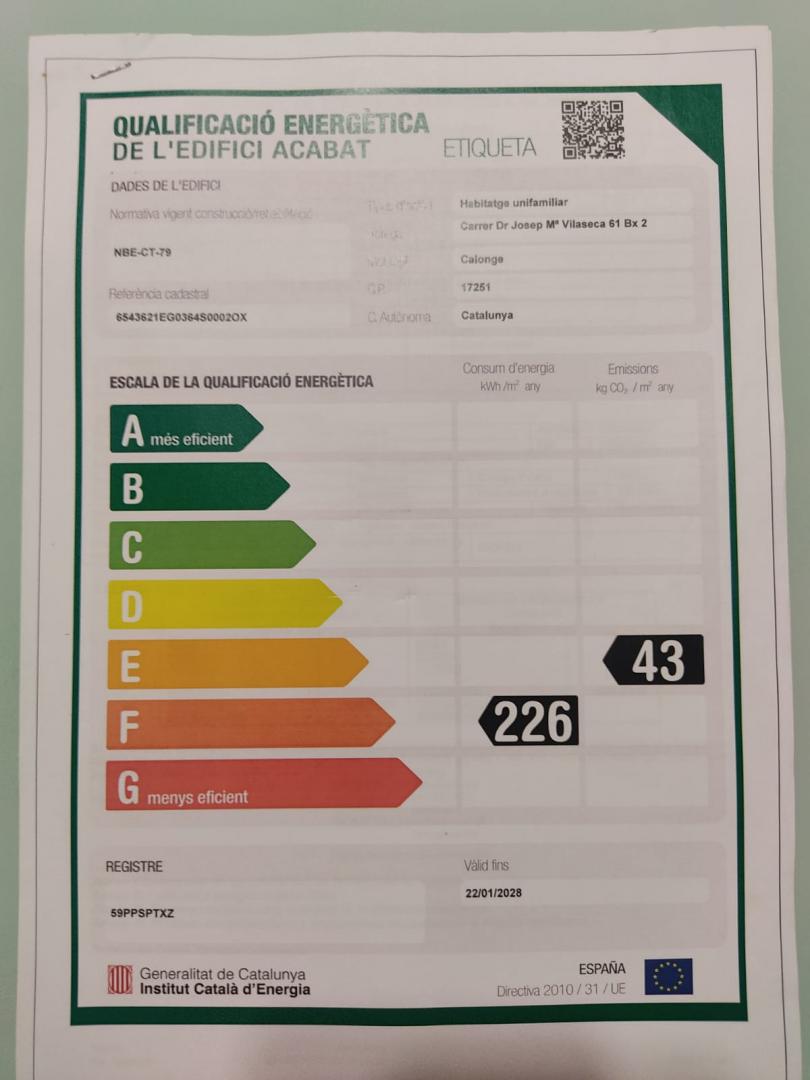 QUALIFICACIÓ ENERGÈTICA
DE L'EDIFICI ACABAT
ETIQUETA
DADES DE L'EDIFICI
Normativa vigent construcció/
NBE-CT-79
Referència cadastral
6543621EG0364S0002OX
Habitatge unifamiliar
Carrer Dr Josep Mª Vilaseca 61 Bx 2
Calonge
C.P. 17251
C. Autònoma Catalunya
ESCALA DE LA QUALIFICACIÓ ENERGÈTICA
Consum d'energia
kWh /m² any
Emissions
kg CO₂ / m² any
A més eficient
B
C
D
E 43
F 226
G menys eficient
REGISTRE
59PPSPTXZ
Vàlid fins
22/01/2028
Generalitat de Catalunya
Institut Català d'Energia
ESPAÑA
Directiva 2010 / 31 / UE